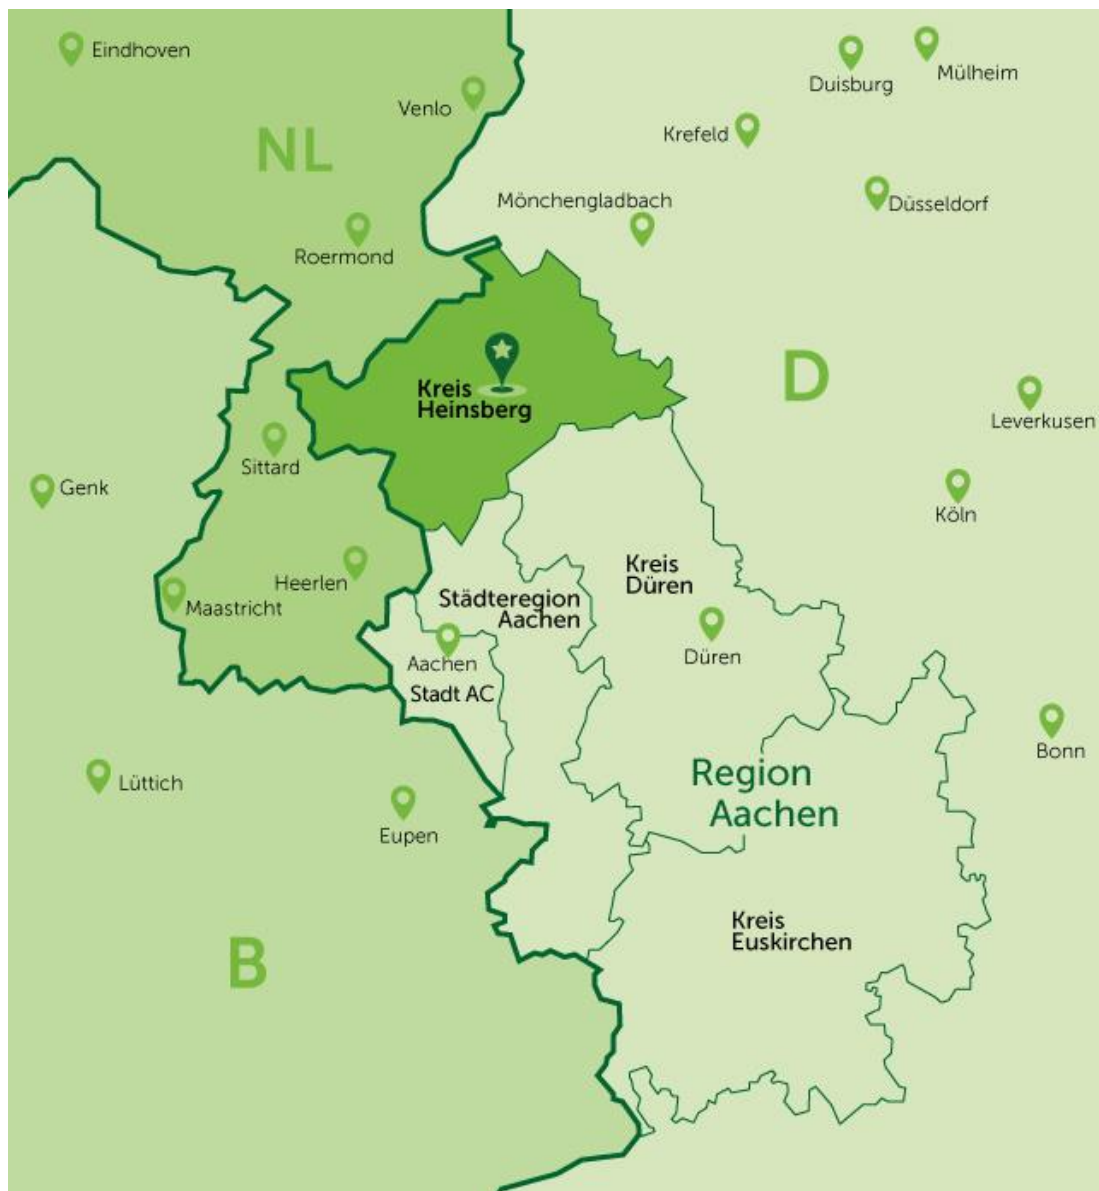 Eindhoven
Duisburg
Mülheim
Venlo
Krefeld
NL
Mönchengladbach
Düsseldorf
Roermond
D
Kreis
Heinsberg
Leverkusen
Sittard
Genk
Köln
Heerlen
Maastricht
Kreis
Düren
Städteregion
Aachen
Düren
Aachen
Stadt AC
Bonn
Lüttich
Region
Aachen
Eupen
Kreis
Euskirchen
B